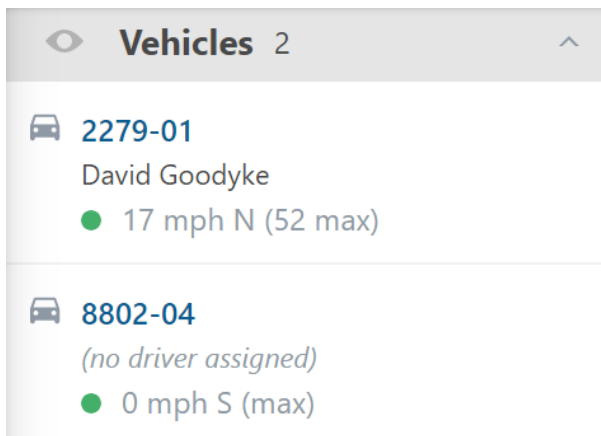 Vehicles 2
2279-01
David Goodyke
17 mph N (52 max)
8802-04
(no driver assigned)
0 mph S (max)